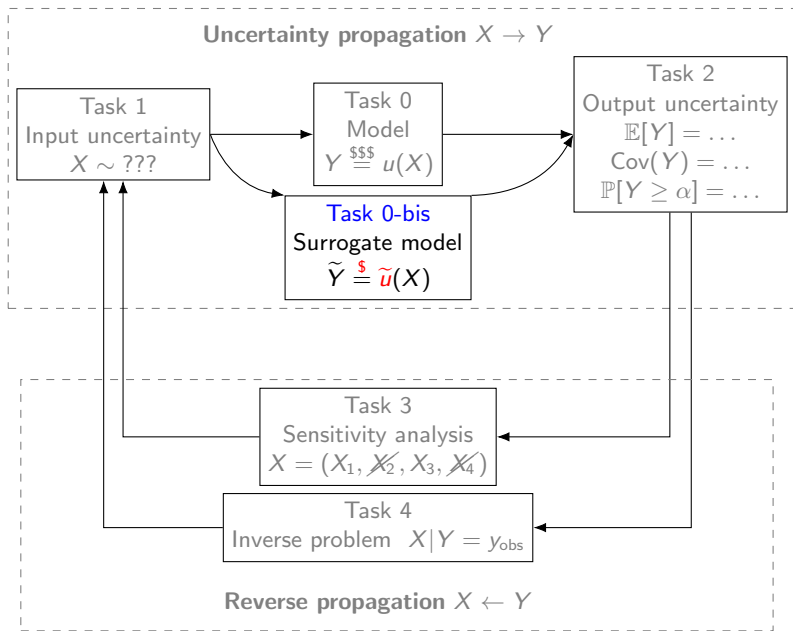 Uncertainty propagation X → Y
Task 1
Input uncertainty
X ∼ ???
Task 0
Model
Y $$$= u(X)
Task 0-bis
Surrogate model
Ỹ $= ũ(X)
Task 2
Output uncertainty
𝔼[Y] = …
Cov(Y) = …
ℙ[Y ≥ α] = …
Task 3
Sensitivity analysis
X = (X₁, X₂, X₃, X₄)
Task 4
Inverse problem X|Y = y_obs
Reverse propagation X ← Y